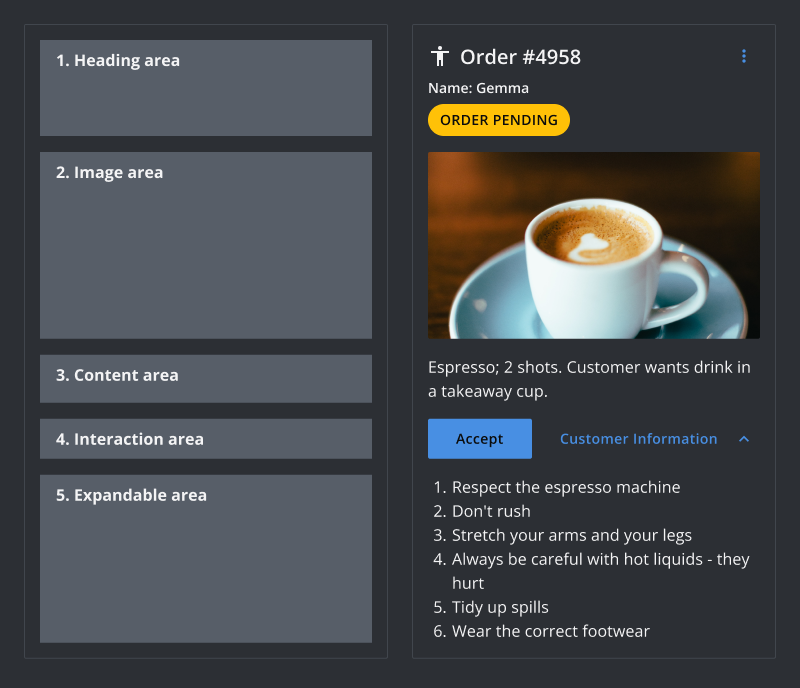 1. Heading area
2. Image area
3. Content area
4. Interaction area
5. Expandable area
Order #4958
Name: Gemma
ORDER PENDING
Espresso; 2 shots. Customer wants drink in
a takeaway cup.
Accept
Customer Information
1. Respect the espresso machine
2. Don't rush
3. Stretch your arms and your legs
4. Always be careful with hot liquids - they
hurt
5. Tidy up spills
6. Wear the correct footwear